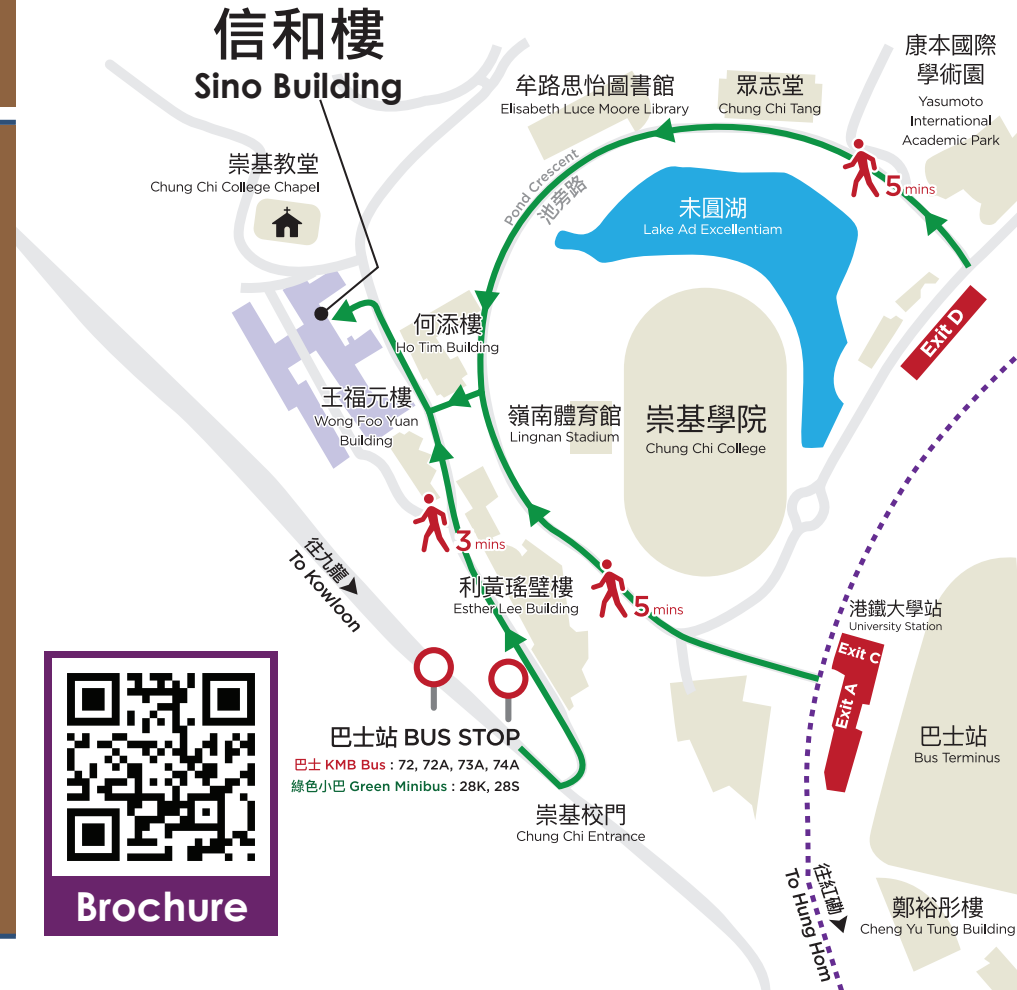 信和樓
Sino Building
康本國際
學術園
Yasumoto
International
Academic Park
牟路思怡圖書館
Elisabeth Luce Moore Library
眾志堂
Chung Chi Tang
崇基教堂
Chung Chi College Chapel
Pond Crescent
池旁路
5 mins
未圓湖
Lake Ad Excellentiam
Exit D
何添樓
Ho Tim Building
王福元樓
Wong Foo Yuan
Building
嶺南體育館
Lingnan Stadium
崇基學院
Chung Chi College
3 mins
往九龍
To Kowloon
利黃瑤璧樓
Esther Lee Building
5 mins
港鐵大學站
University Station
Exit C
Exit A
巴士站 BUS STOP
巴士 KMB Bus : 72, 72A, 73A, 74A
綠色小巴 Green Minibus : 28K, 28S
巴士站
Bus Terminus
崇基校門
Chung Chi Entrance
往紅磡
To Hung Hom
鄭裕彤樓
Cheng Yu Tung Building
Brochure